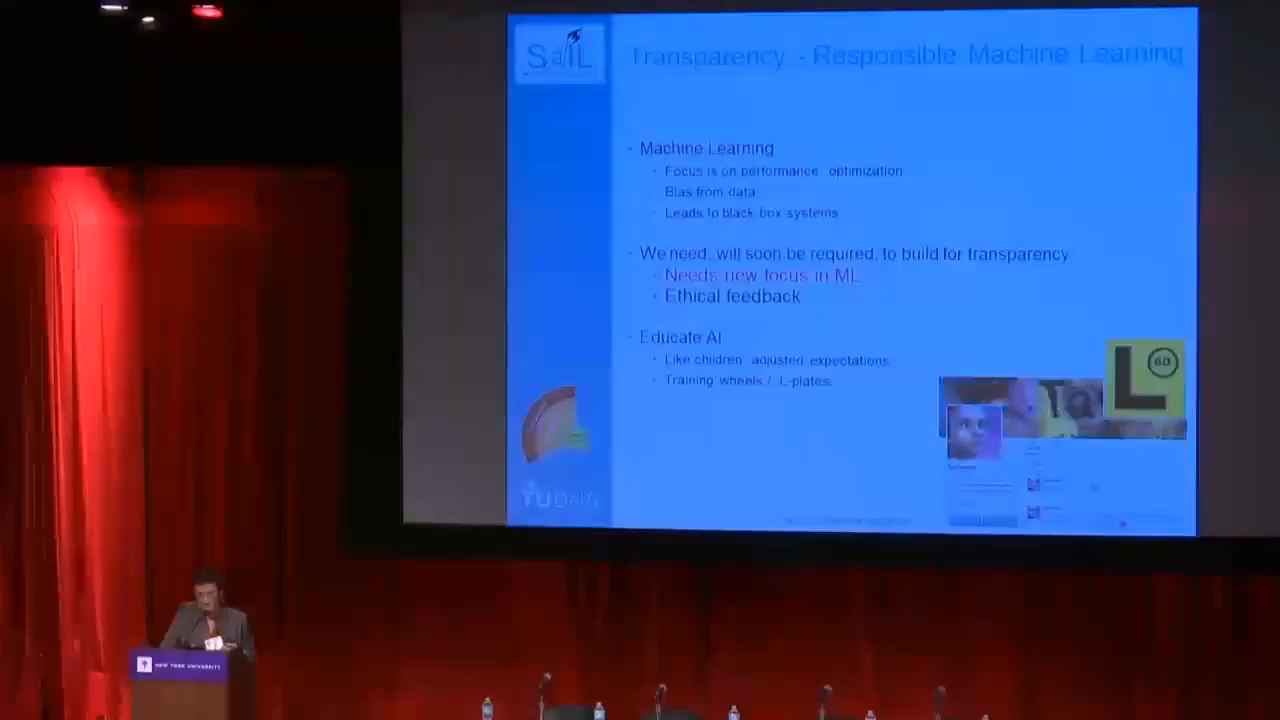 SaIL
Transparency - Responsible Machine Learning
- Machine Learning
- Focus is on performance, optimization
Bias from data
- Leads to black box systems
- We need, will soon be required, to build for transparency
- Needs new focus in ML
- Ethical feedback
- Educate AI
- Like children, adjusted expectations
- Training wheels / L-plates
L
60
Tay
TU Delft
NEW YORK UNIVERSITY